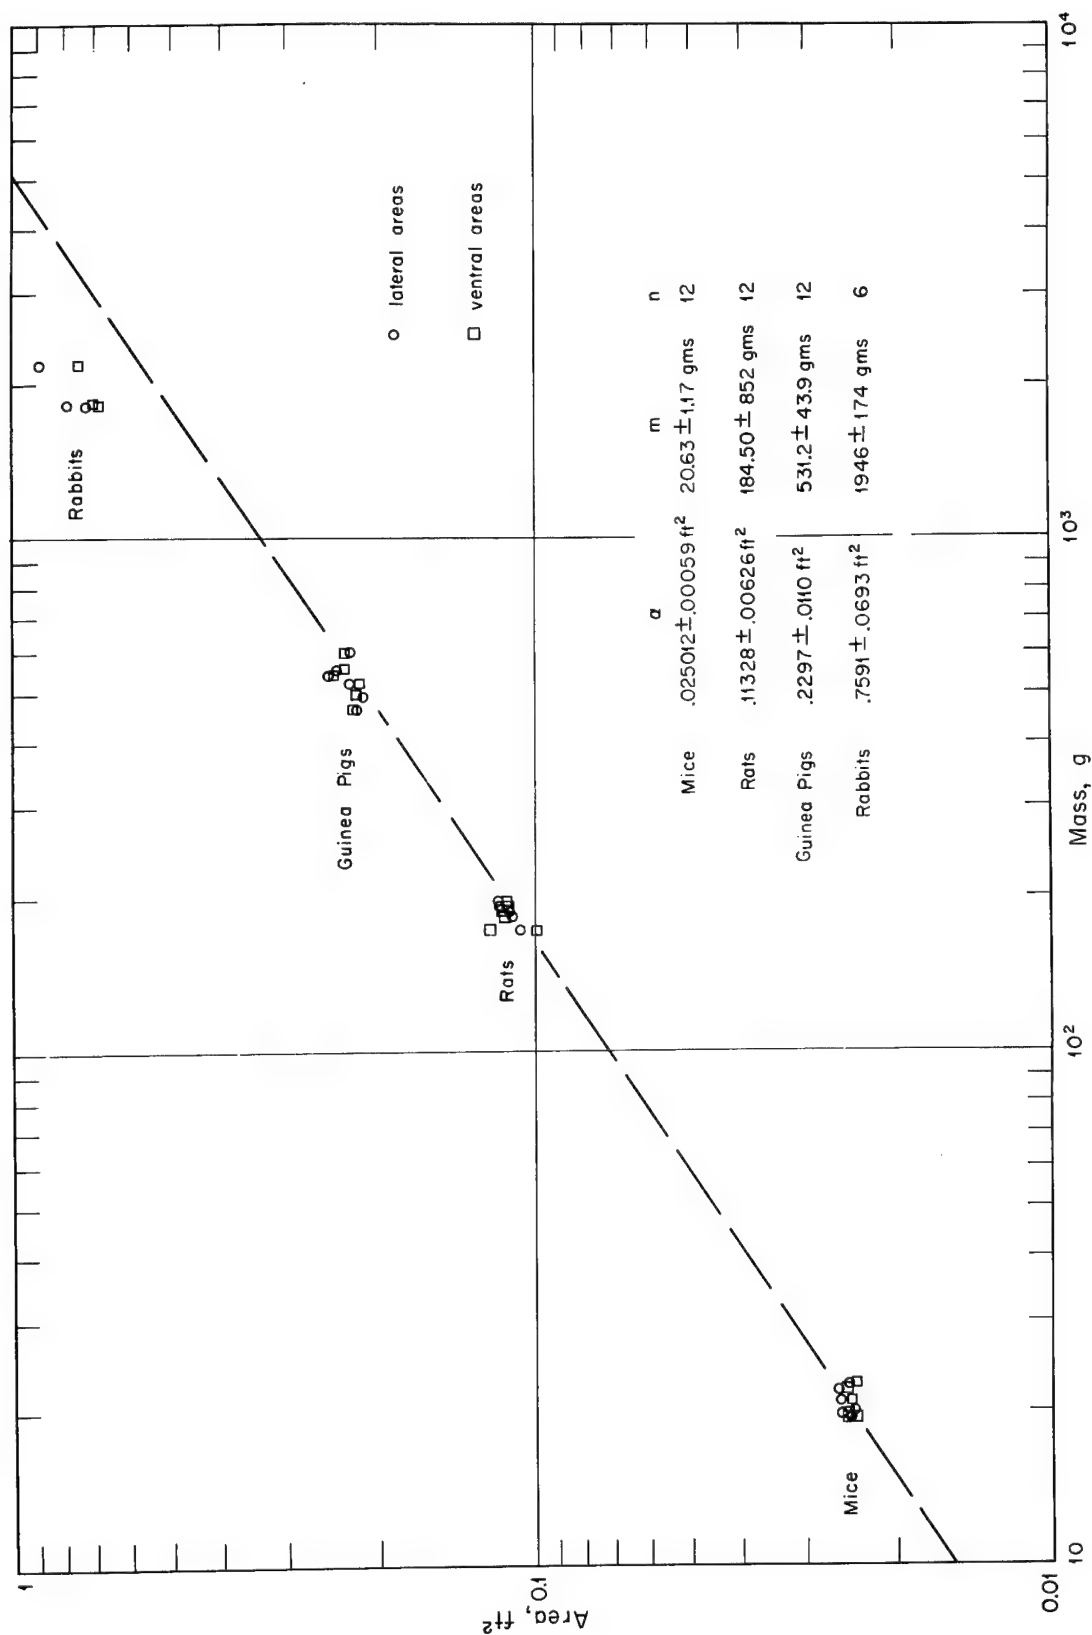 1
0.1
0.01
Area, ft²
10
10²
10³
10⁴
Mass, g
Rabbits
Guinea Pigs
Rats
Mice
○ lateral areas
□ ventral areas
α m n
Mice .025012±.00059 ft² 20.63±1.17 gms 12
Rats .11328±.00626 ft² 184.50±852 gms 12
Guinea Pigs .2297±.0110 ft² 531.2±43.9 gms 12
Rabbits .7591±.0693 ft² 1946±174 gms 6